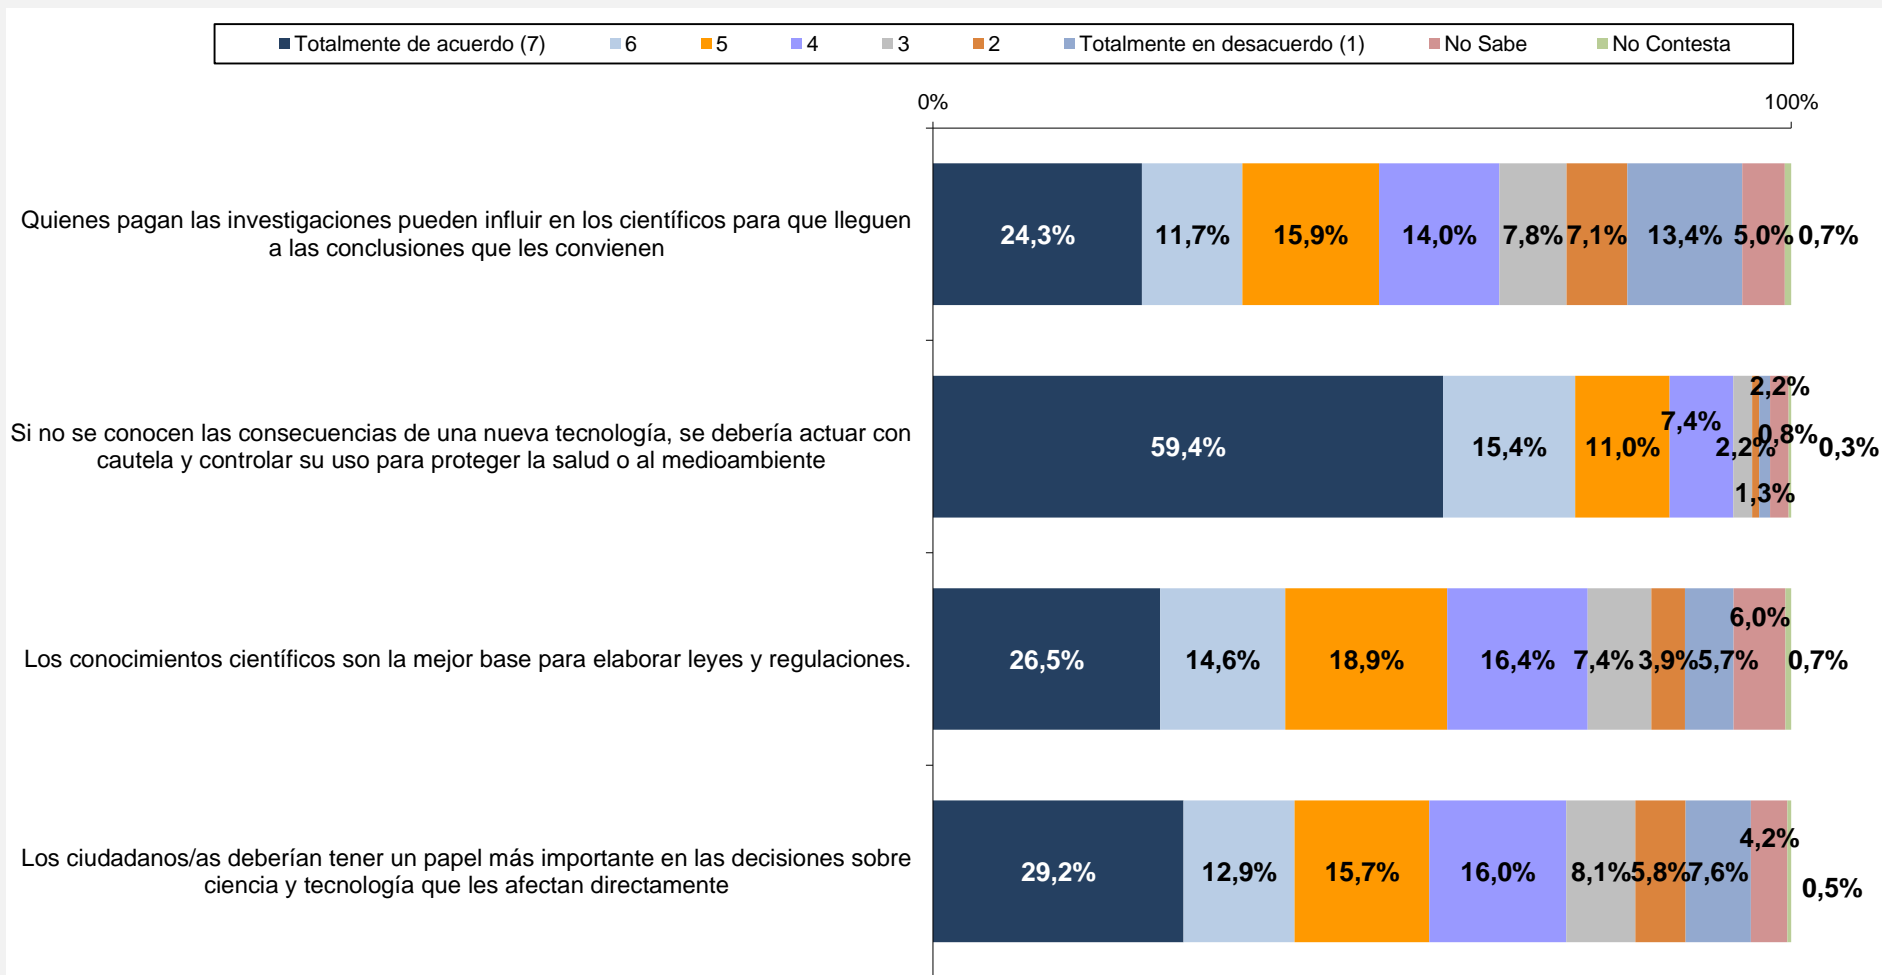 Totalmente de acuerdo (7) 6 5 4 3 2 Totalmente en desacuerdo (1) No Sabe No Contesta
0% 100%
Quienes pagan las investigaciones pueden influir en los científicos para que lleguen
a las conclusiones que les convienen
24,3% 11,7% 15,9% 14,0% 7,8% 7,1% 13,4% 5,0% 0,7%
Si no se conocen las consecuencias de una nueva tecnología, se debería actuar con
cautela y controlar su uso para proteger la salud o al medioambiente
59,4% 15,4% 11,0% 7,4% 2,2% 0,8% 1,3% 2,2% 0,3%
Los conocimientos científicos son la mejor base para elaborar leyes y regulaciones.
26,5% 14,6% 18,9% 16,4% 7,4% 3,9% 5,7% 6,0% 0,7%
Los ciudadanos/as deberían tener un papel más importante en las decisiones sobre
ciencia y tecnología que les afectan directamente
29,2% 12,9% 15,7% 16,0% 8,1% 5,8% 7,6% 4,2% 0,5%